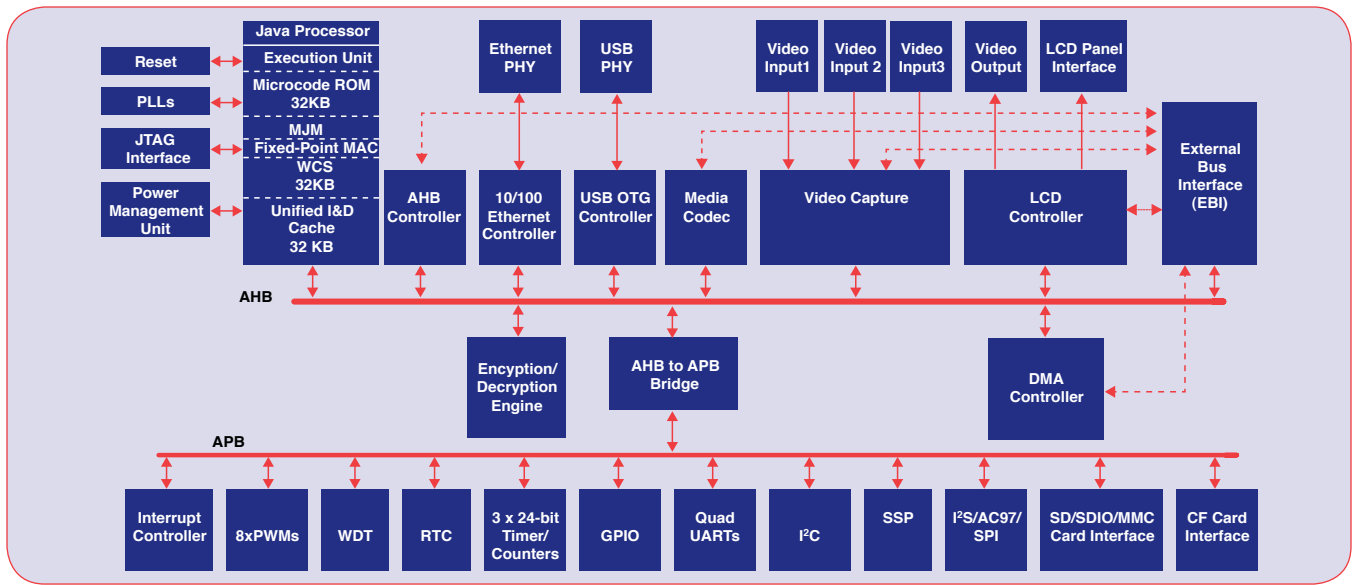 Java Processor
Execution Unit
Microcode ROM
32KB
MJM
Fixed-Point MAC
WCS
32KB
Unified I&D
Cache
32 KB
Reset
PLLs
JTAG
Interface
Power
Management
Unit
Ethernet
PHY
USB
PHY
Video
Input1
Video
Input 2
Video
Input3
Video
Output
LCD Panel
Interface
External
Bus
Interface
(EBI)
AHB
Controller
10/100
Ethernet
Controller
USB OTG
Controller
Media
Codec
Video Capture
LCD
Controller
AHB
Encyption/
Decryption
Engine
AHB to APB
Bridge
DMA
Controller
APB
Interrupt
Controller
8xPWMs
WDT
RTC
3 x 24-bit
Timer/
Counters
GPIO
Quad
UARTs
I²C
SSP
I²S/AC97/
SPI
SD/SDIO/MMC
Card Interface
CF Card
Interface